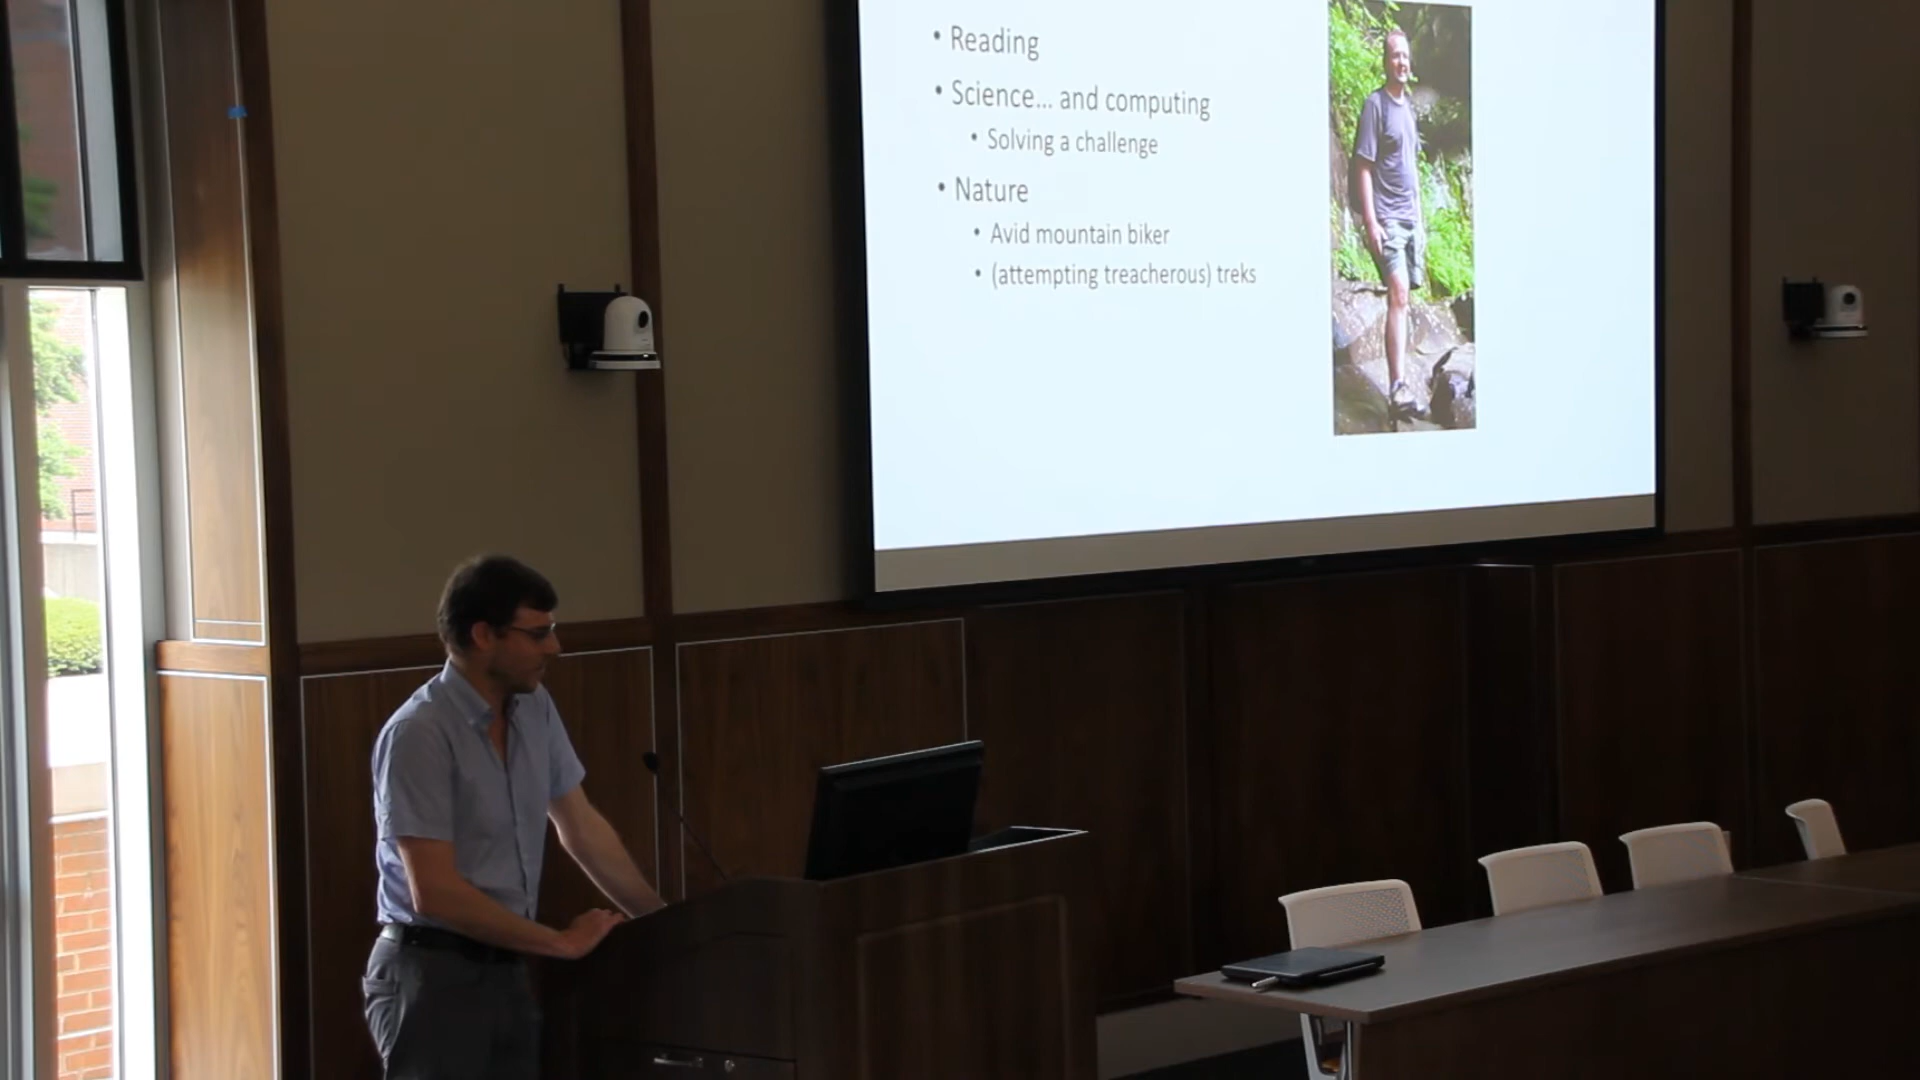 • Reading
• Science... and computing
• Solving a challenge
• Nature
• Avid mountain biker
• (attempting treacherous) treks